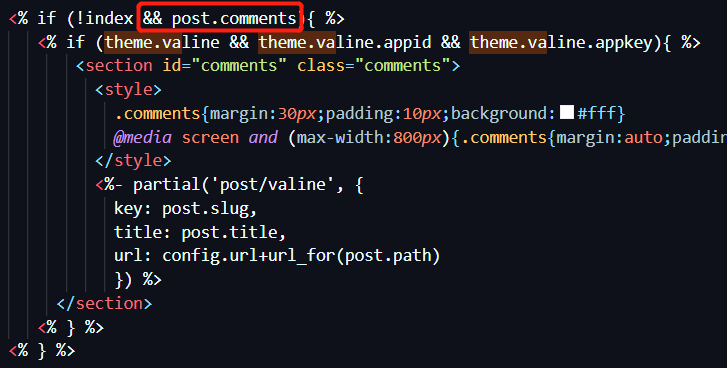 <% if (!index && post.comments){ %>
<% if (theme.valine && theme.valine.appid && theme.valine.appkey){ %>
<section id="comments" class="comments">
<style>
.comments{margin:30px;padding:10px;background:#fff}
@media screen and (max-width:800px){.comments{margin:auto;paddin
</style>
<%- partial('post/valine', {
key: post.slug,
title: post.title,
url: config.url+url_for(post.path)
}) %>
</section>
<% } %>
<% } %>